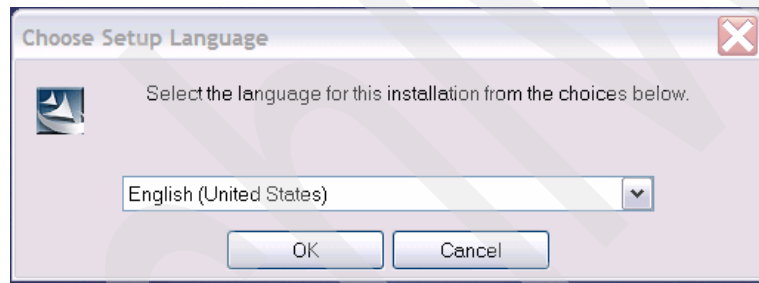 Choose Setup Language
Select the language for this installation from the choices below.
English (United States)
OK
Cancel